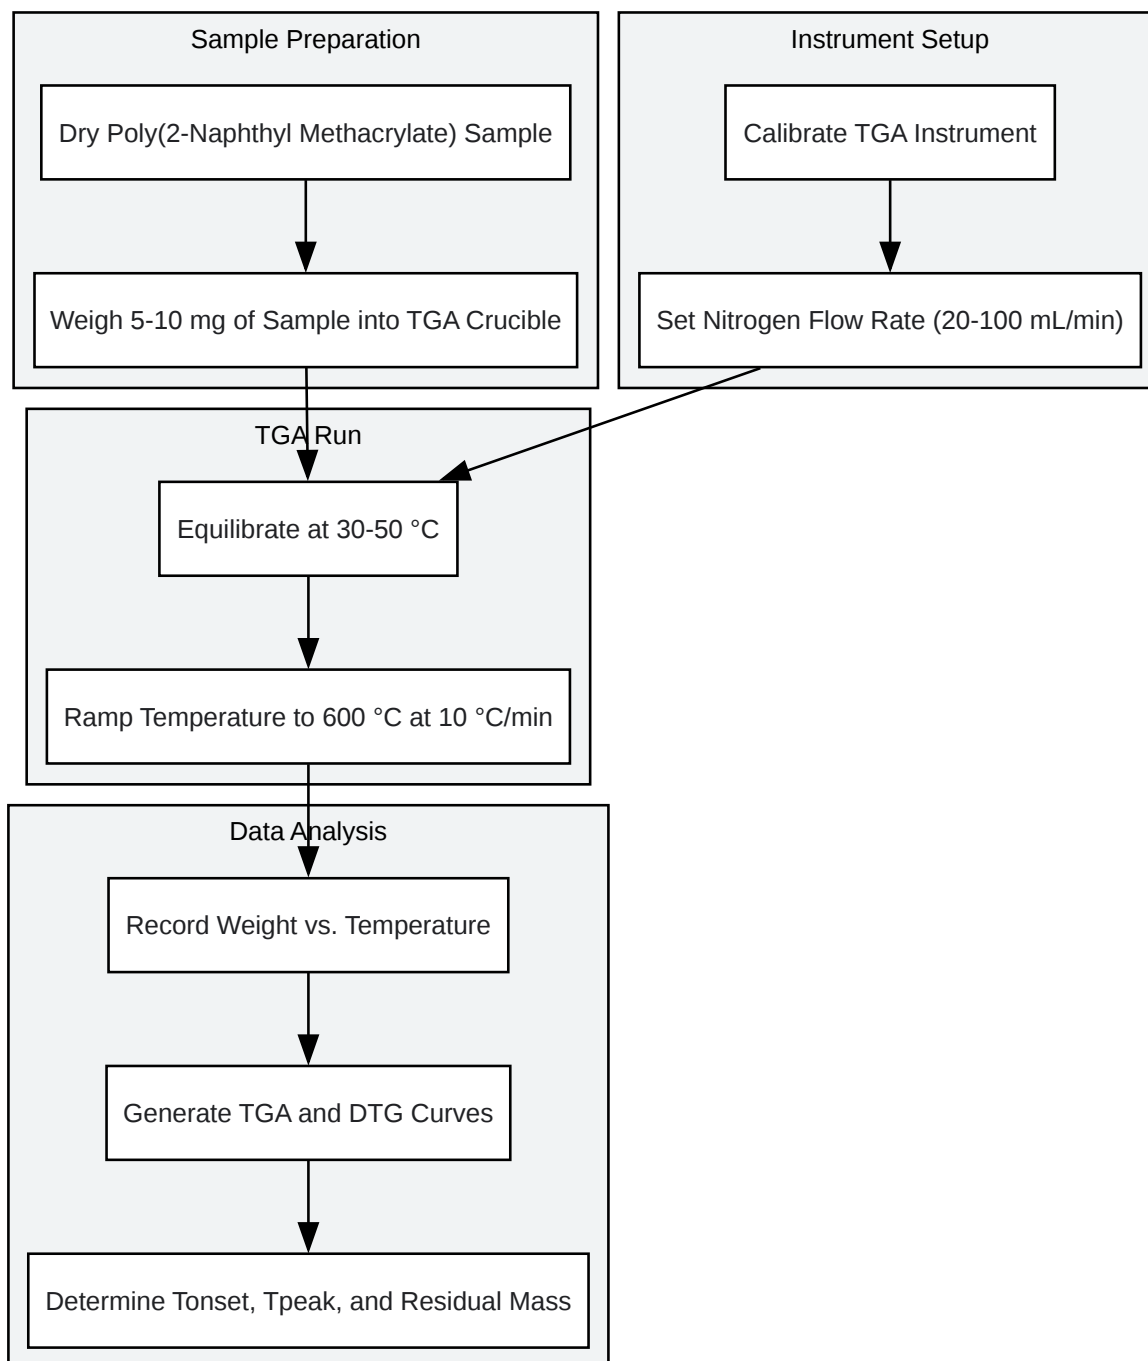 Sample Preparation
Dry Poly(2-Naphthyl Methacrylate) Sample
Weigh 5-10 mg of Sample into TGA Crucible
Instrument Setup
Calibrate TGA Instrument
Set Nitrogen Flow Rate (20-100 mL/min)
TGA Run
Equilibrate at 30-50 °C
Ramp Temperature to 600 °C at 10 °C/min
Data Analysis
Record Weight vs. Temperature
Generate TGA and DTG Curves
Determine Tonset, Tpeak, and Residual Mass